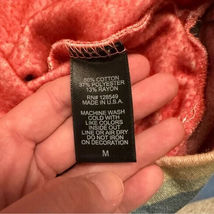 50% COTTON
37% POLYESTER
13% RAYON
RN# 128549
MADE IN U.S.A.
MACHINE WASH
COLD WITH
LIKE COLORS
INSIDE OUT
LINE OR AIR DRY
DO NOT IRON
ON DECORATION
M